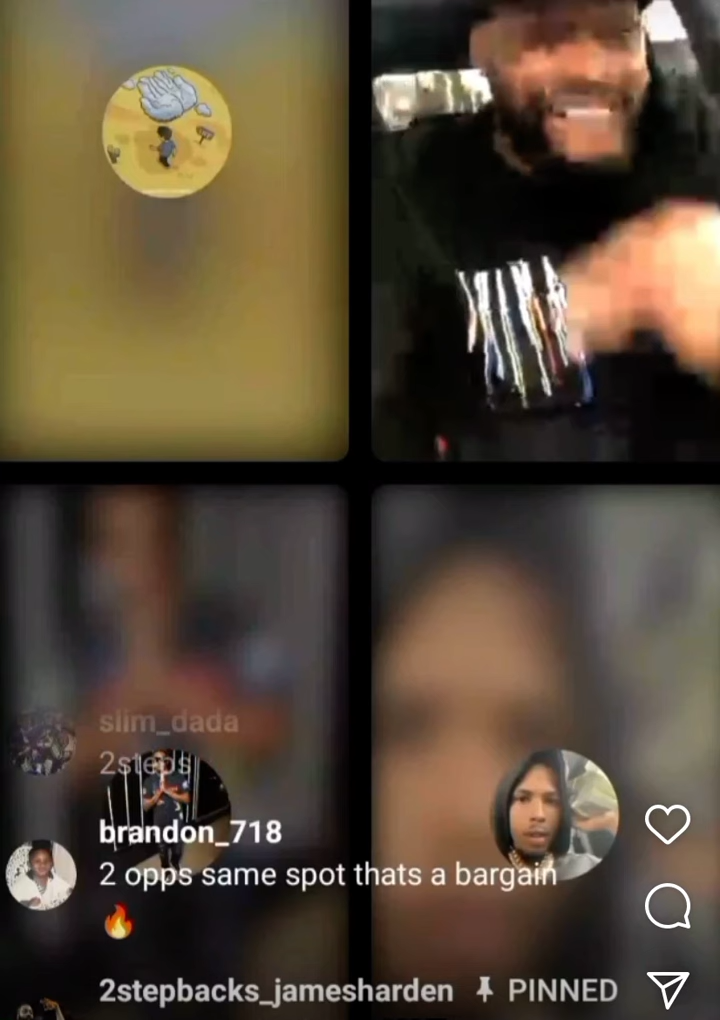 slim_dada
2steps
brandon_718
2 opps same spot thats a bargain
🔥
2stepbacks_jamesharden PINNED